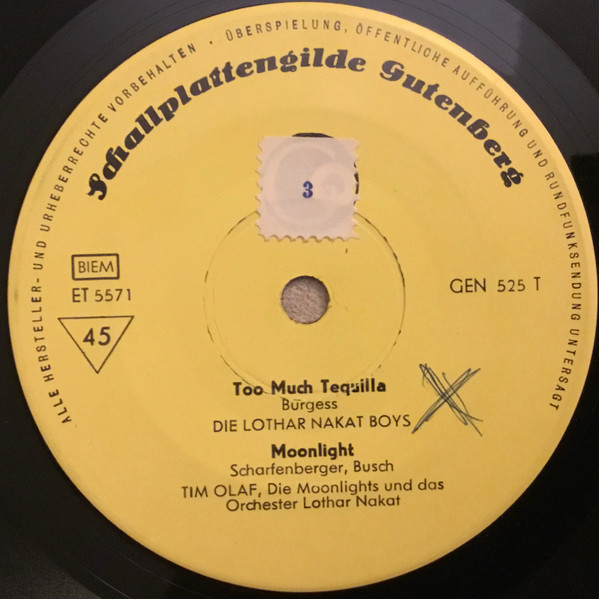 ALLE HERSTELLER- UND URHEBERRECHTE VORBEHALTEN · ÜBERSPIELUNG, ÖFFENTLICHE AUFFÜHRUNG UND RUNDFUNKSENDUNG UNTERSAGT
Schallplattengilde Gutenberg
3
BIEM
ET 5571
GEN 525 T
45
Too Much Tequilla
Burgess
DIE LOTHAR NAKAT BOYS
Moonlight
Scharfenberger, Busch
TIM OLAF, Die Moonlights und das
Orchester Lothar Nakat